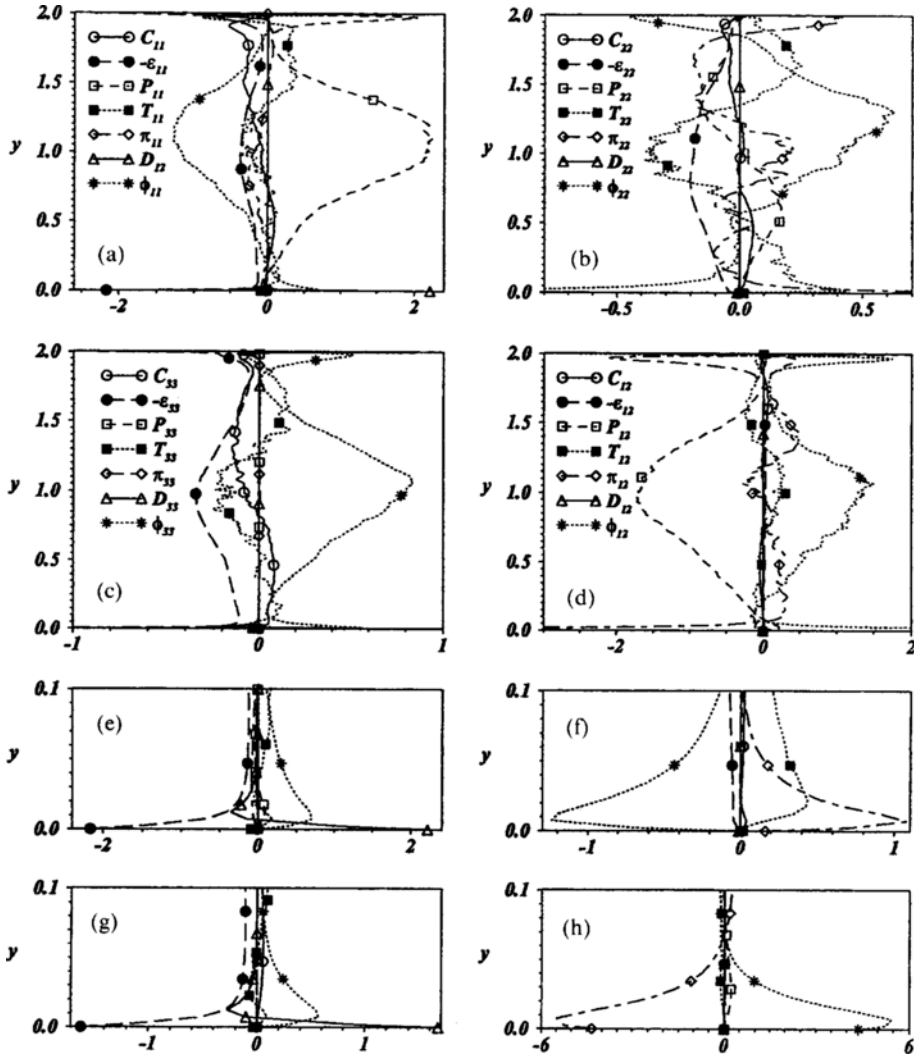 2.0
C₁₁
-ε₁₁
1.5
P₁₁
T₁₁
π₁₁
y
1.0
D₁₂
ϕ₁₁
0.5
(a)
0.0
-2 0 2
2.0
C₂₂
-ε₂₂
1.5
P₂₂
T₂₂
π₂₂
y
1.0
D₂₂
ϕ₂₂
0.5
(b)
0.0
-0.5 0.0 0.5
2.0
C₃₃
-ε₃₃
1.5
P₃₃
T₃₃
π₃₃
y
1.0
D₃₃
ϕ₃₃
0.5
(c)
0.0
-1 0 1
2.0
C₁₂
-ε₁₂
1.5
P₁₂
T₁₂
π₁₂
y
1.0
D₁₂
ϕ₁₂
0.5
(d)
0.0
-2 0 2
0.1
(e)
y
0.0
-2 0 2
0.1
(f)
y
0.0
-1 0 1
0.1
(g)
y
0.0
-1 0 1
0.1
(h)
y
0.0
-6 -4 -2 0 2 4 6